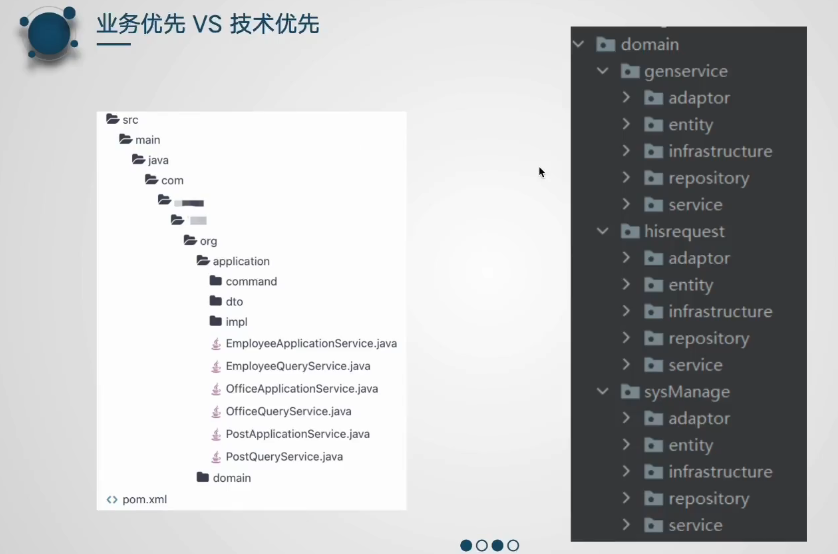 业务优先 VS 技术优先
src
main
java
com
org
application
command
dto
impl
EmployeeApplicationService.java
EmployeeQueryService.java
OfficeApplicationService.java
OfficeQueryService.java
PostApplicationService.java
PostQueryService.java
domain
pom.xml
domain
genservice
adaptor
entity
infrastructure
repository
service
hisrequest
adaptor
entity
infrastructure
repository
service
sysManage
adaptor
entity
infrastructure
repository
service